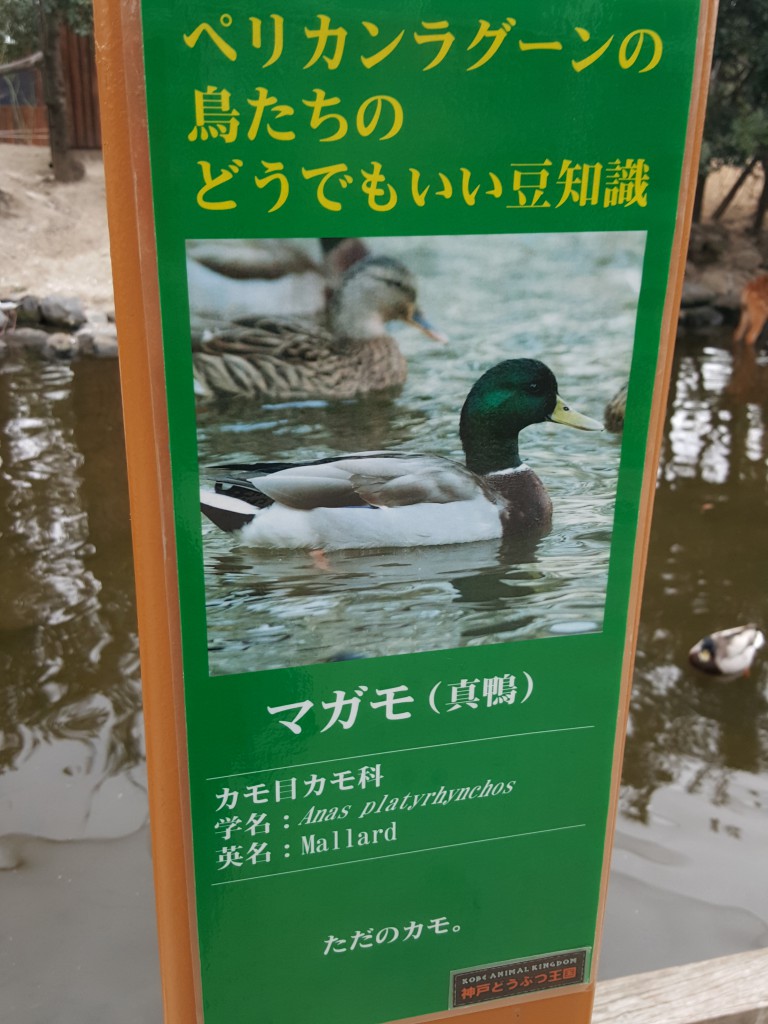 ペリカンラグーンの
鳥たちの
どうでもいい豆知識
マガモ（真鴨）
カモ目カモ科
学名：Anas platyrhynchos
英名：Mallard
ただのカモ。
KOBE ANIMAL KINGDOM
神戸どうぶつ王国